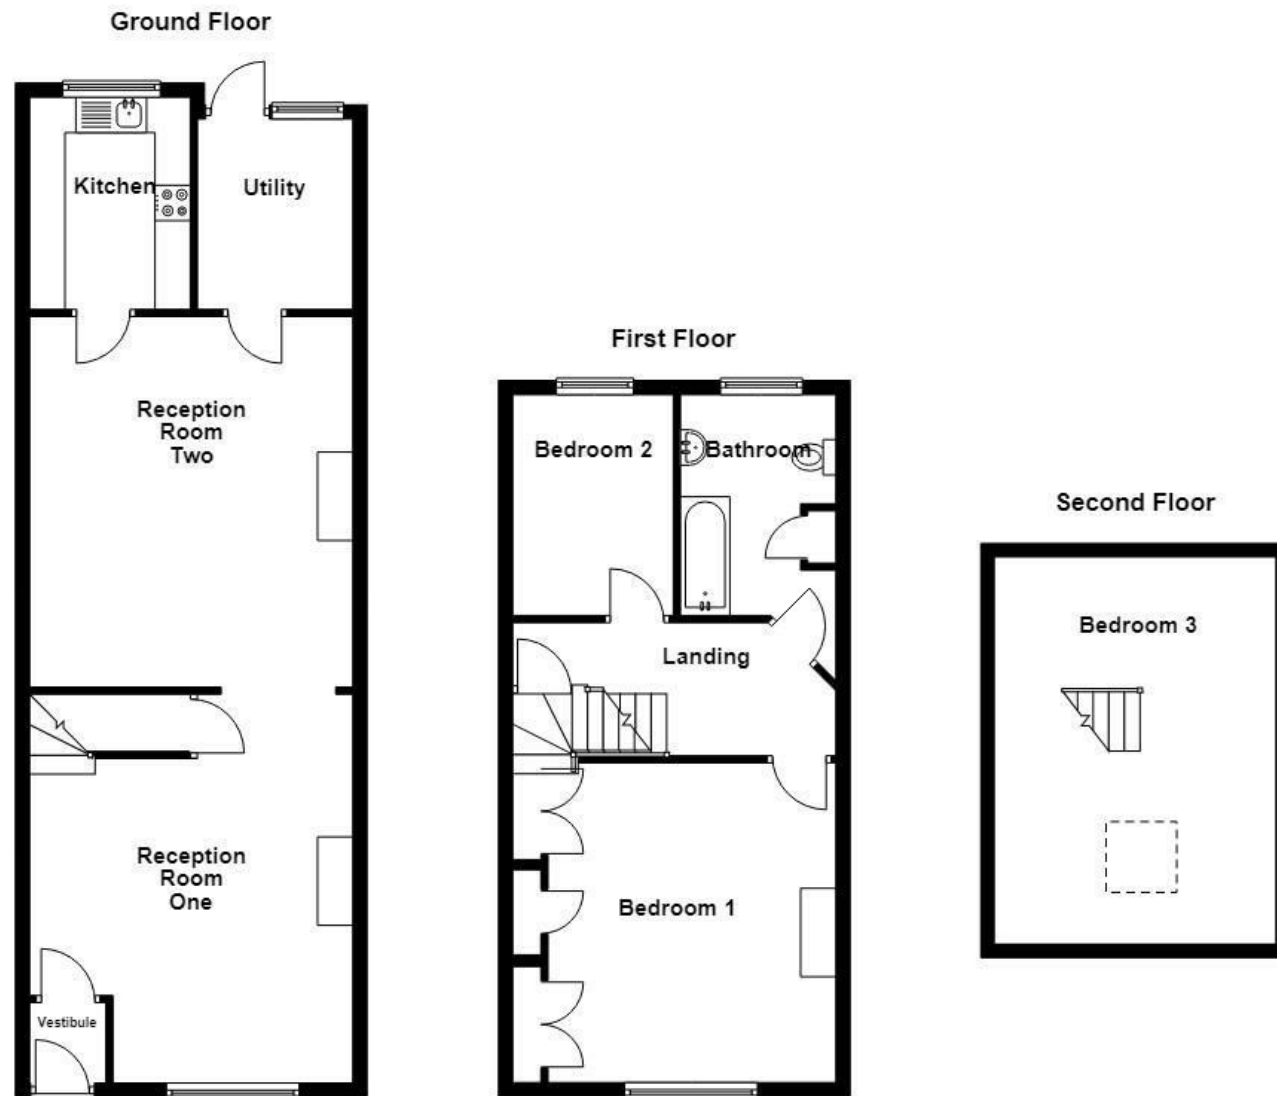 Ground Floor
Kitchen
Utility
Reception
Room
Two
Reception
Room
One
Vestibule
First Floor
Bedroom 2
Bathroom
Landing
Bedroom 1
Second Floor
Bedroom 3